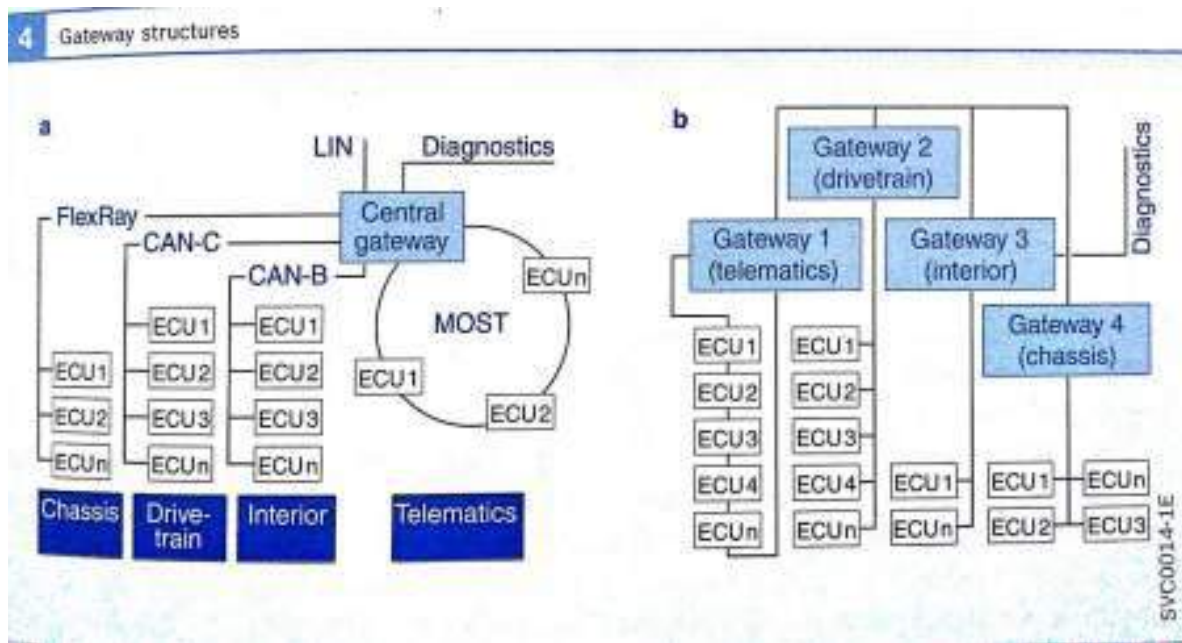 4 Gateway structures
a
LIN
Diagnostics
Central
gateway
FlexRay
CAN-C
CAN-B
MOST
ECUn
ECU1
ECU2
ECU1
ECU2
ECUn
ECU1
ECU2
ECU3
ECUn
ECU1
ECU2
ECU3
ECUn
Chassis
Drive-
train
Interior
Telematics
b
Gateway 2
(drivetrain)
Gateway 1
(telematics)
Gateway 3
(interior)
Gateway 4
(chassis)
Diagnostics
ECU1
ECU2
ECU3
ECU4
ECUn
ECU1
ECU2
ECU3
ECU4
ECUn
ECU1
ECUn
ECU1
ECU2
ECUn
ECU3
SVC0014-1E